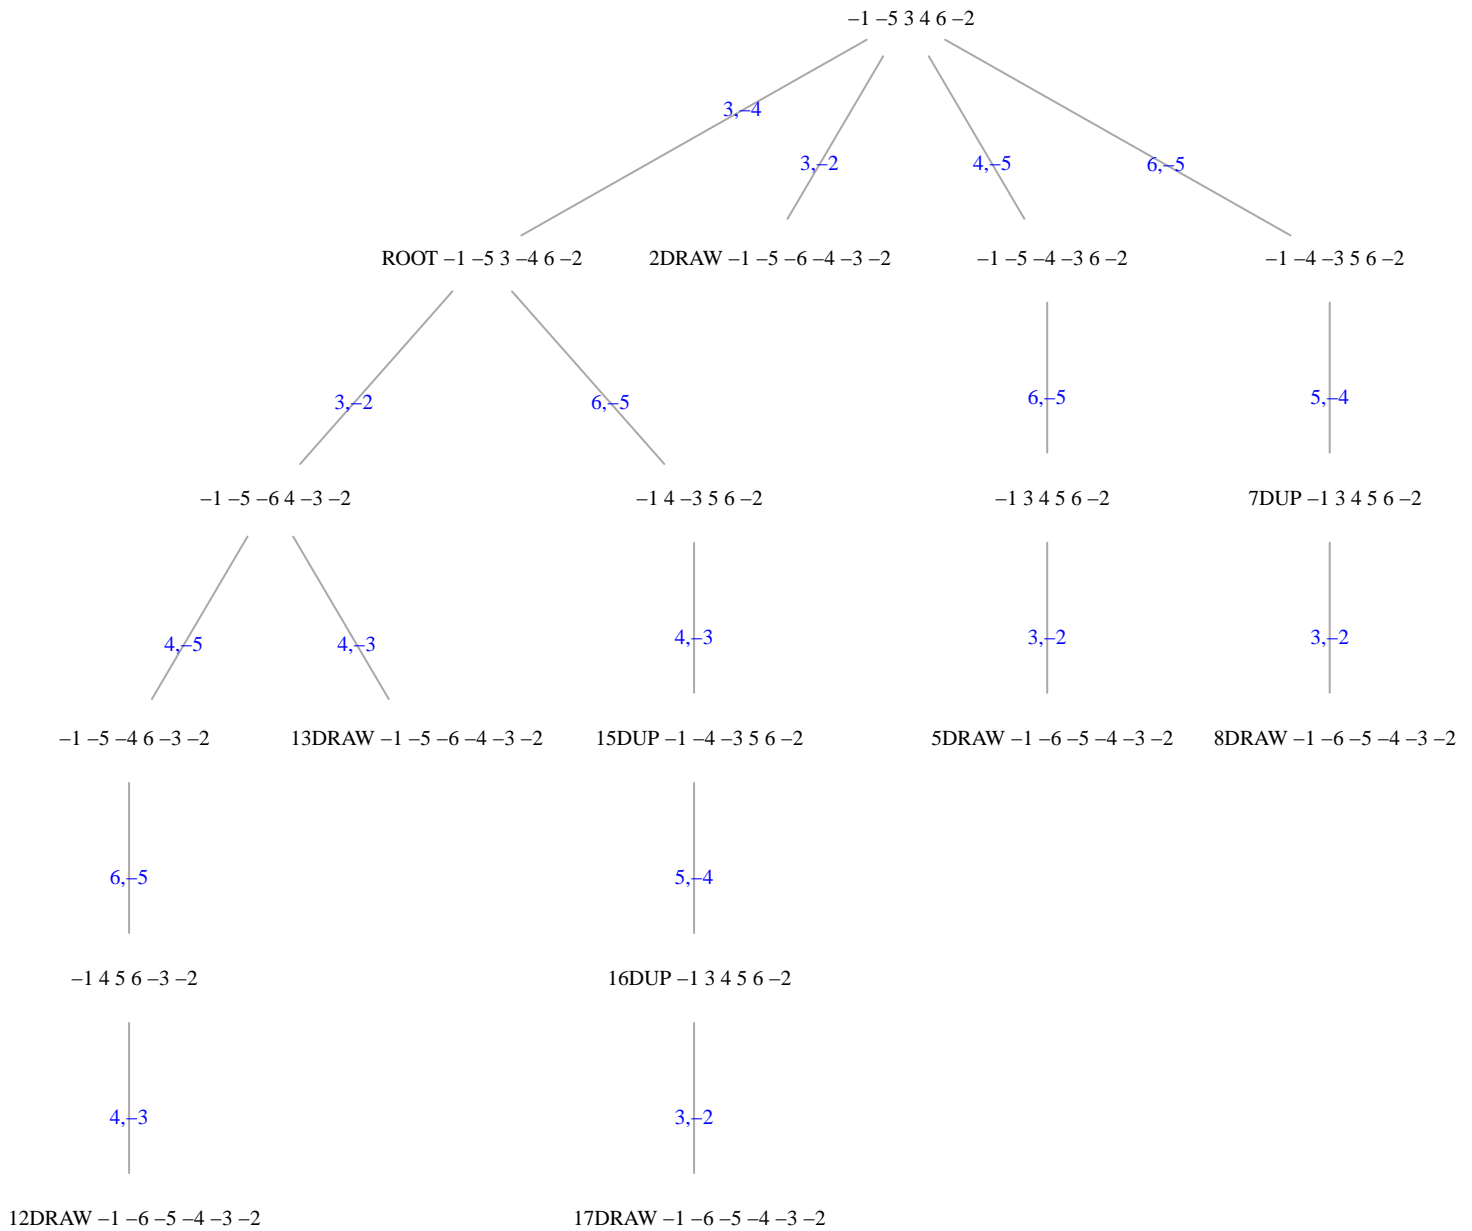 –1 –5 3 4 6 –2
3,–4
3,–2
4,–5
6,–5
ROOT –1 –5 3 –4 6 –2
2DRAW –1 –5 –6 –4 –3 –2
–1 –5 –4 –3 6 –2
–1 –4 –3 5 6 –2
3,–2
6,–5
6,–5
5,–4
–1 –5 –6 4 –3 –2
–1 4 –3 5 6 –2
–1 3 4 5 6 –2
7DUP –1 3 4 5 6 –2
4,–5
4,–3
4,–3
3,–2
3,–2
–1 –5 –4 6 –3 –2
13DRAW –1 –5 –6 –4 –3 –2
15DUP –1 –4 –3 5 6 –2
5DRAW –1 –6 –5 –4 –3 –2
8DRAW –1 –6 –5 –4 –3 –2
6,–5
5,–4
–1 4 5 6 –3 –2
16DUP –1 3 4 5 6 –2
4,–3
3,–2
12DRAW –1 –6 –5 –4 –3 –2
17DRAW –1 –6 –5 –4 –3 –2